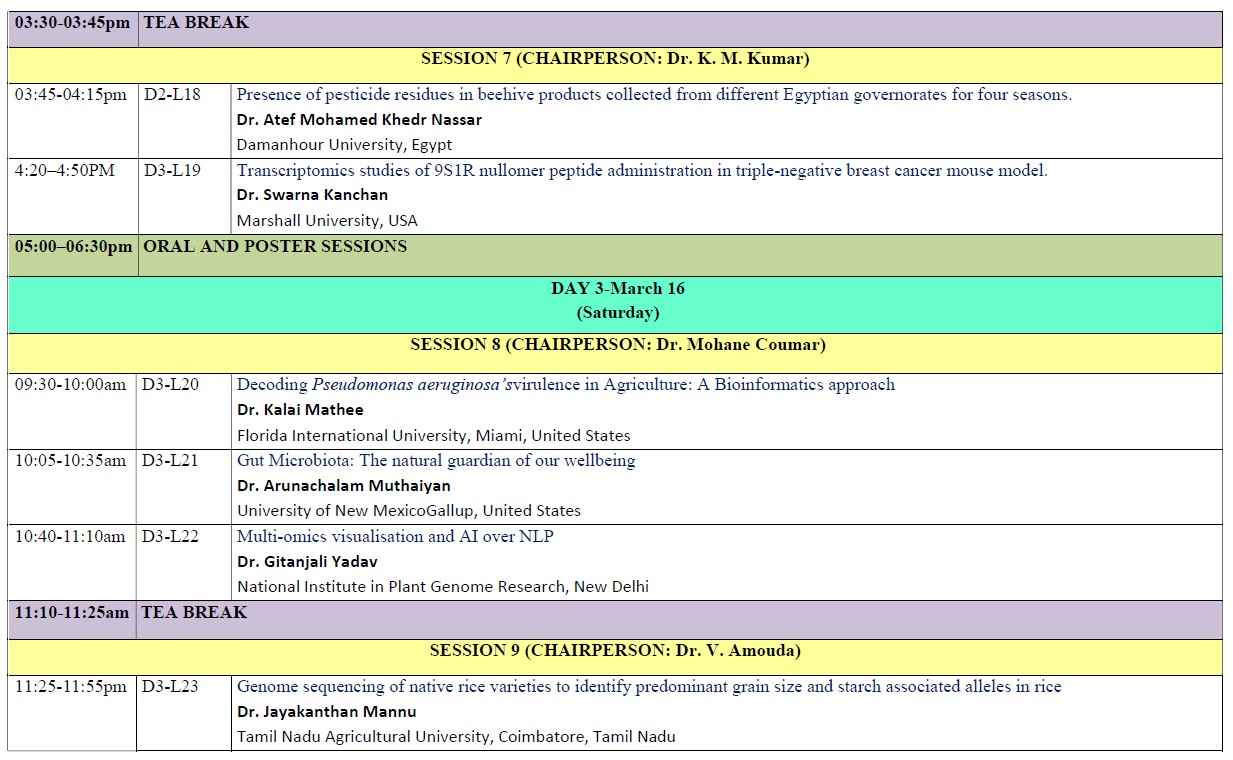 03:30-03:45pm TEA BREAK
SESSION 7 (CHAIRPERSON: Dr. K. M. Kumar)
03:45-04:15pm D2-L18 Presence of pesticide residues in beehive products collected from different Egyptian governorates for four seasons.
Dr. Atef Mohamed Khedr Nassar
Damanhour University, Egypt
4:20–4:50PM D3-L19 Transcriptomics studies of 9S1R nullomer peptide administration in triple-negative breast cancer mouse model.
Dr. Swarna Kanchan
Marshall University, USA
05:00–06:30pm ORAL AND POSTER SESSIONS
DAY 3-March 16
(Saturday)
SESSION 8 (CHAIRPERSON: Dr. Mohane Coumar)
09:30-10:00am D3-L20 Decoding Pseudomonas aeruginosa’svirulence in Agriculture: A Bioinformatics approach
Dr. Kalai Mathee
Florida International University, Miami, United States
10:05-10:35am D3-L21 Gut Microbiota: The natural guardian of our wellbeing
Dr. Arunachalam Muthaiyan
University of New MexicoGallup, United States
10:40-11:10am D3-L22 Multi-omics visualisation and AI over NLP
Dr. Gitanjali Yadav
National Institute in Plant Genome Research, New Delhi
11:10-11:25am TEA BREAK
SESSION 9 (CHAIRPERSON: Dr. V. Amouda)
11:25-11:55pm D3-L23 Genome sequencing of native rice varieties to identify predominant grain size and starch associated alleles in rice
Dr. Jayakanthan Mannu
Tamil Nadu Agricultural University, Coimbatore, Tamil Nadu